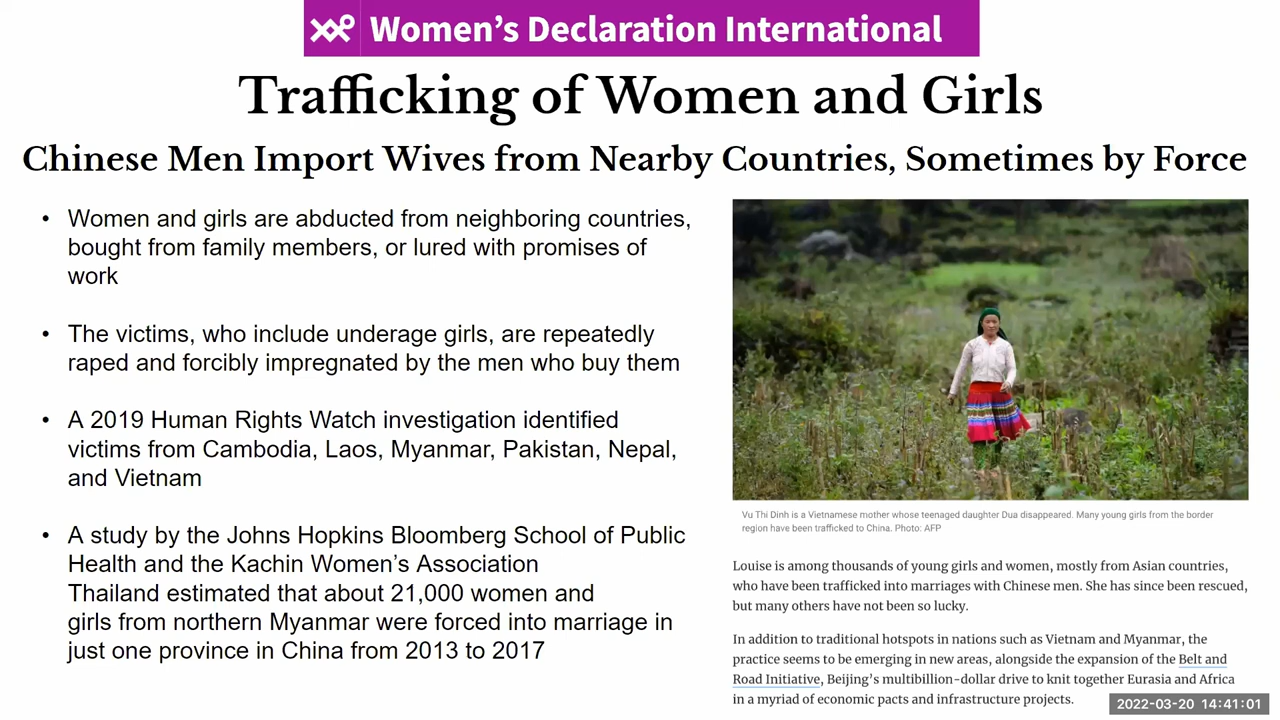 Women's Declaration International
Trafficking of Women and Girls
Chinese Men Import Wives from Nearby Countries, Sometimes by Force
• Women and girls are abducted from neighboring countries,
bought from family members, or lured with promises of
work
• The victims, who include underage girls, are repeatedly
raped and forcibly impregnated by the men who buy them
• A 2019 Human Rights Watch investigation identified
victims from Cambodia, Laos, Myanmar, Pakistan, Nepal,
and Vietnam
• A study by the Johns Hopkins Bloomberg School of Public
Health and the Kachin Women's Association
Thailand estimated that about 21,000 women and
girls from northern Myanmar were forced into marriage in
just one province in China from 2013 to 2017
Vu Thi Dinh is a Vietnamese mother whose teenaged daughter Dua disappeared. Many young girls from the border
region have been trafficked to China. Photo: AFP
Louise is among thousands of young girls and women, mostly from Asian countries,
who have been trafficked into marriages with Chinese men. She has since been rescued,
but many others have not been so lucky.
In addition to traditional hotspots in nations such as Vietnam and Myanmar, the
practice seems to be emerging in new areas, alongside the expansion of the Belt and
Road Initiative, Beijing's multibillion-dollar drive to knit together Eurasia and Africa
in a myriad of economic pacts and infrastructure projects.
2022-03-20 14:41:01